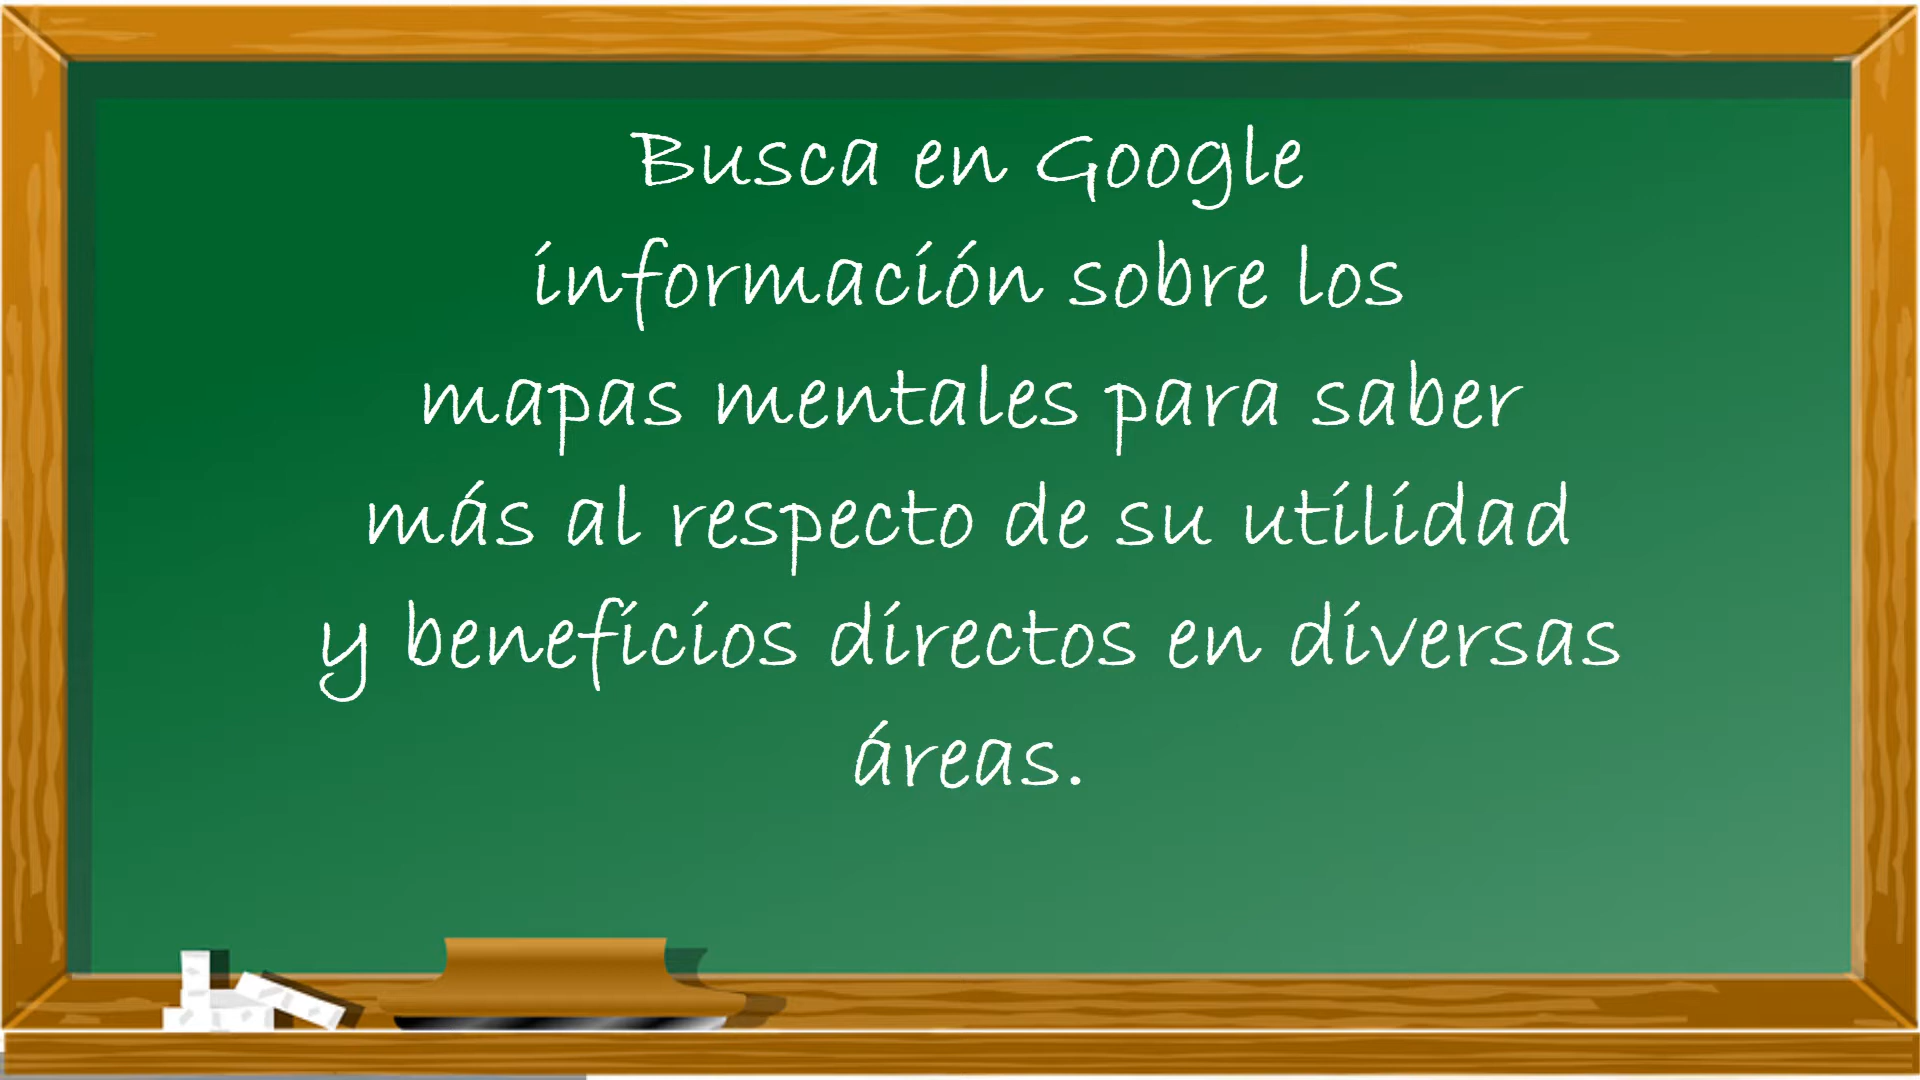 Busca en Google
información sobre los
mapas mentales para saber
más al respecto de su utilidad
y beneficios directos en diversas
áreas.